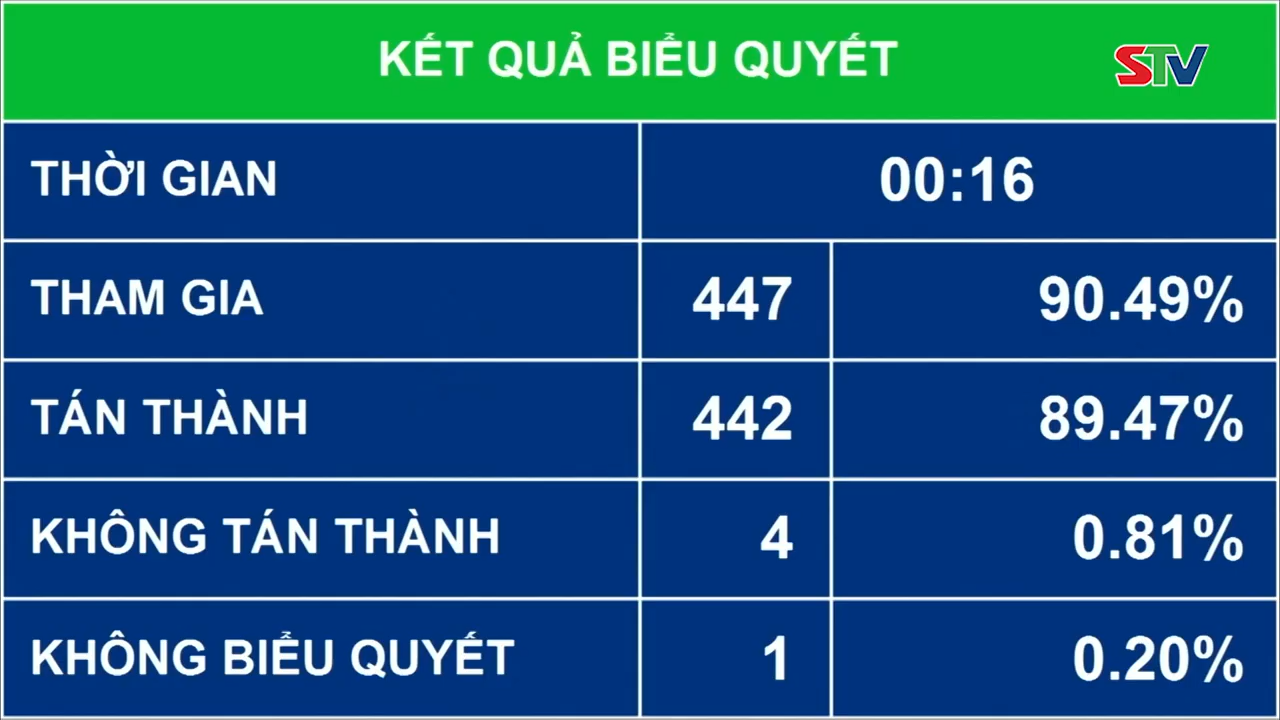 KẾT QUẢ BIỂU QUYẾT
STV
THỜI GIAN 00:16
THAM GIA 447 90.49%
TÁN THÀNH 442 89.47%
KHÔNG TÁN THÀNH 4 0.81%
KHÔNG BIỂU QUYẾT 1 0.20%